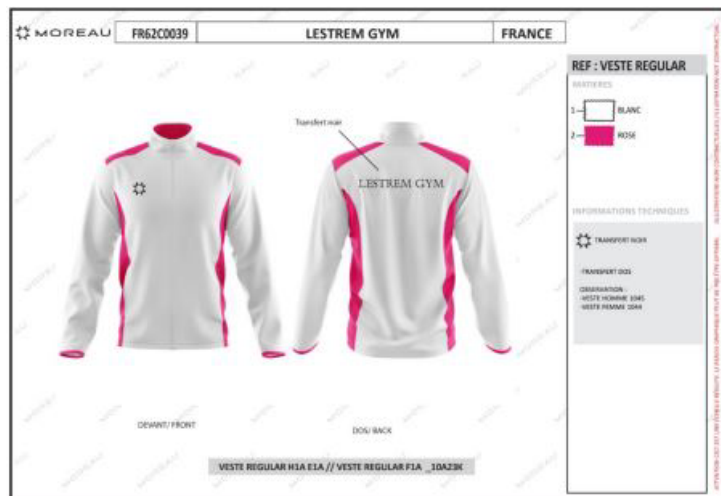 MOREAU FR62C0039 LESTREM GYM FRANCE
REF : VESTE REGULAR
MATIERES
1 BLANC
2 ROSE
Transfert noir
LESTREM GYM
INFORMATIONS TECHNIQUES
TRANSFERT NOIR
-TRANSFERT DOS
OBSERVATION :
-VESTE HOMME 1045
-VESTE FEMME 1044
DEVANT/ FRONT
DOS/ BACK
VESTE REGULAR H1A E1A // VESTE REGULAR F1A _10A23K